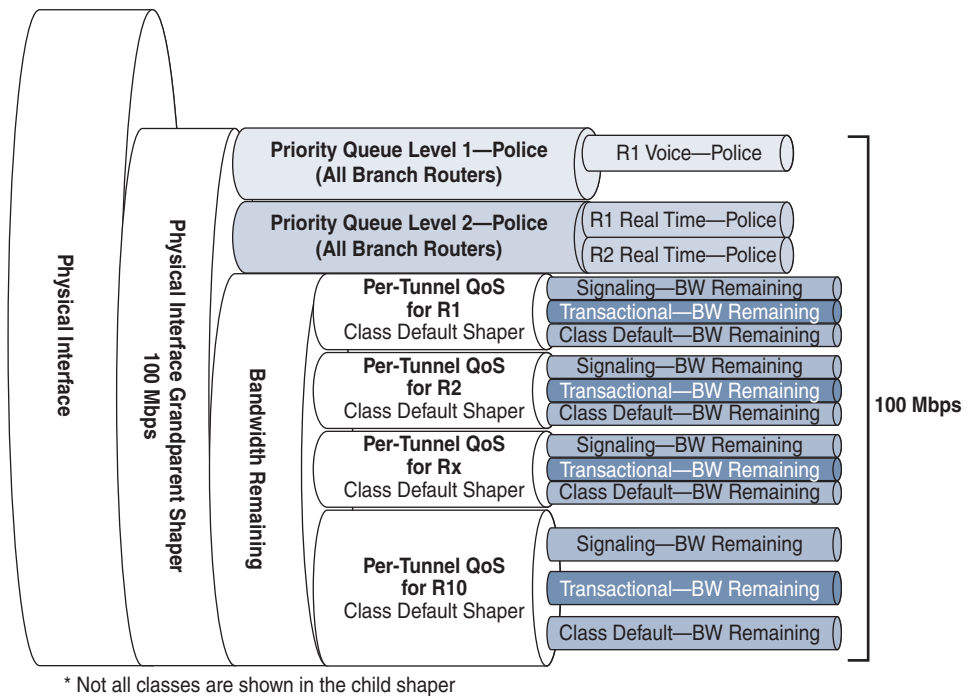 Physical Interface
Physical Interface Grandparent Shaper
100 Mbps
Priority Queue Level 1—Police
(All Branch Routers)
R1 Voice—Police
Priority Queue Level 2—Police
(All Branch Routers)
R1 Real Time—Police
R2 Real Time—Police
Bandwidth Remaining
Per-Tunnel QoS
for R1
Class Default Shaper
Signaling—BW Remaining
Transactional—BW Remaining
Class Default—BW Remaining
Per-Tunnel QoS
for R2
Class Default Shaper
Signaling—BW Remaining
Transactional—BW Remaining
Class Default—BW Remaining
Per-Tunnel QoS
for Rx
Class Default Shaper
Signaling—BW Remaining
Transactional—BW Remaining
Class Default—BW Remaining
Per-Tunnel QoS
for R10
Class Default Shaper
Signaling—BW Remaining
Transactional—BW Remaining
Class Default—BW Remaining
100 Mbps
* Not all classes are shown in the child shaper